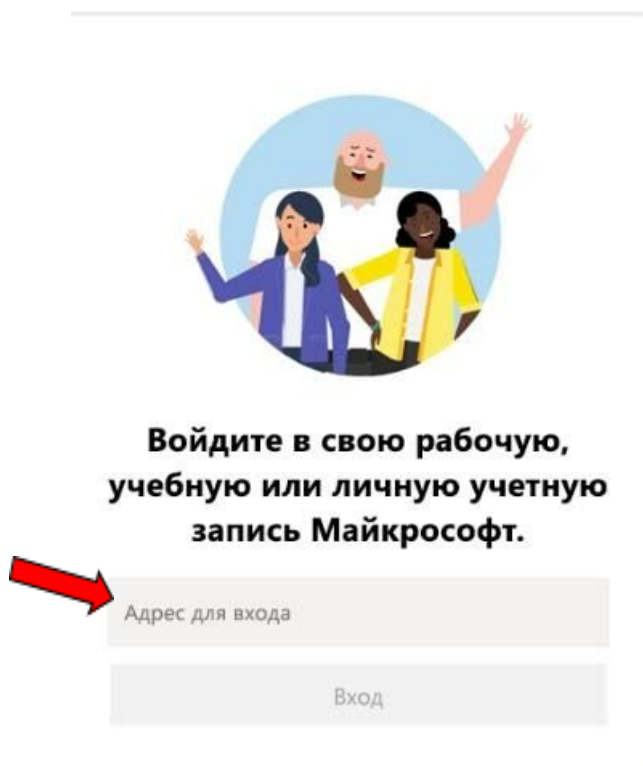 Войдите в свою рабочую,
учебную или личную учетную
запись Майкрософт.
Адрес для входа
Вход